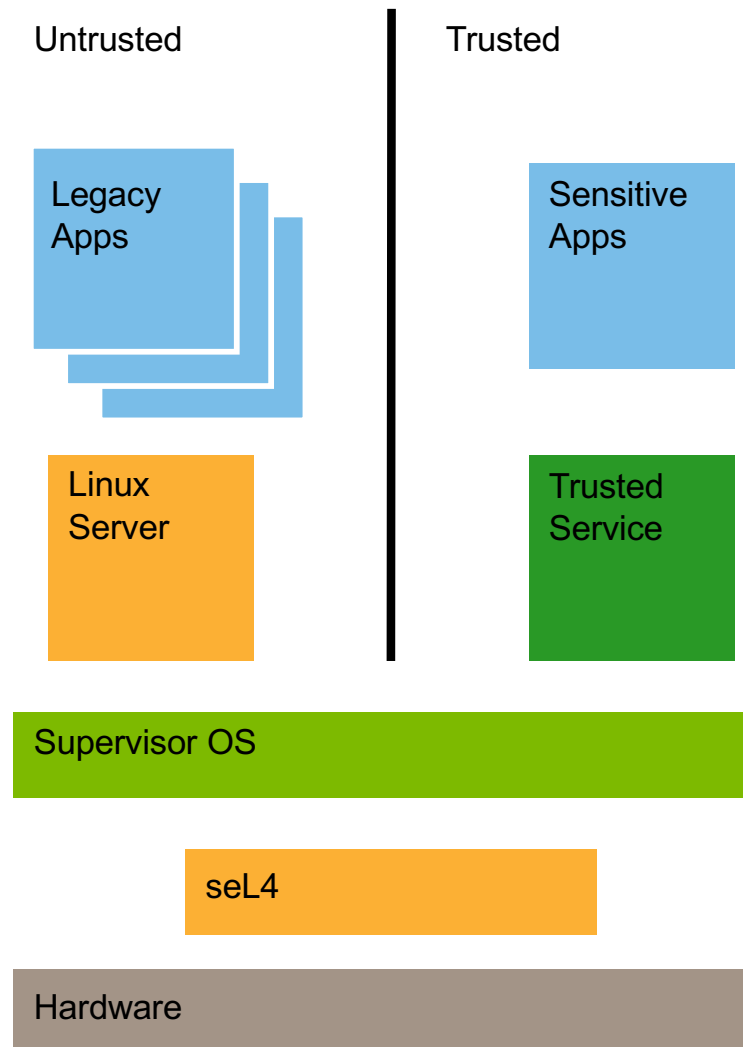 Untrusted
Trusted
Legacy
Apps
Sensitive
Apps
Linux
Server
Trusted
Service
Supervisor OS
seL4
Hardware